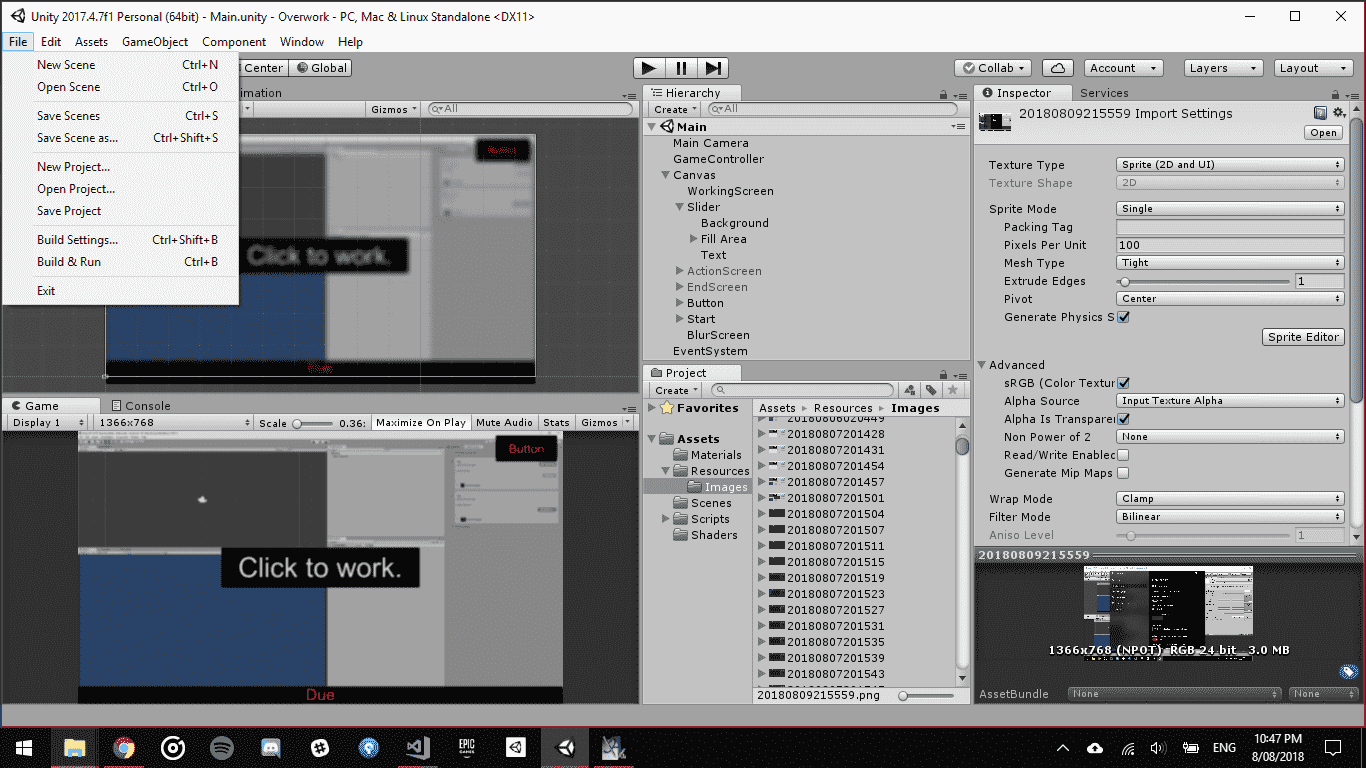 Unity 2017.4.7f1 Personal (64bit) - Main.unity - Overwork - PC, Mac & Linux Standalone <DX11>
File Edit Assets GameObject Component Window Help
New Scene Ctrl+N
Open Scene Ctrl+O
Save Scenes Ctrl+S
Save Scene as... Ctrl+Shift+S
New Project...
Open Project...
Save Project
Build Settings... Ctrl+Shift+B
Build & Run Ctrl+B
Exit
Center Global
Collab Account Layers Layout
Gizmos All
Click to work.
Due
Game Console
Display 1 1366x768 Scale 0.36: Maximize On Play Mute Audio Stats Gizmos
Button
Click to work.
Due
Hierarchy
Create All
Main
Main Camera
GameController
Canvas
WorkingScreen
Slider
Background
Fill Area
Text
ActionScreen
EndScreen
Button
Start
BlurScreen
EventSystem
Project
Create
Favorites
Assets
Materials
Resources
Images
Scenes
Scripts
Shaders
Assets Resources Images
20180807201428
20180807201431
20180807201454
20180807201457
20180807201501
20180807201504
20180807201507
20180807201511
20180807201515
20180807201519
20180807201523
20180807201527
20180807201531
20180807201535
20180807201539
20180807201543
20180809215559.png
Inspector Services
20180809215559 Import Settings
Open
Texture Type Sprite (2D and UI)
Texture Shape 2D
Sprite Mode Single
Packing Tag
Pixels Per Unit 100
Mesh Type Tight
Extrude Edges 1
Pivot Center
Generate Physics S
Sprite Editor
Advanced
sRGB (Color Textur
Alpha Source Input Texture Alpha
Alpha Is Transparer
Non Power of 2 None
Read/Write Enablec
Generate Mip Maps
Wrap Mode Clamp
Filter Mode Bilinear
Aniso Level 1
20180809215559
1366x768 (NPOT) RGB 24 bit 3.0 MB
AssetBundle None None
EPIC GAMES
ENG
10:47 PM
8/08/2018